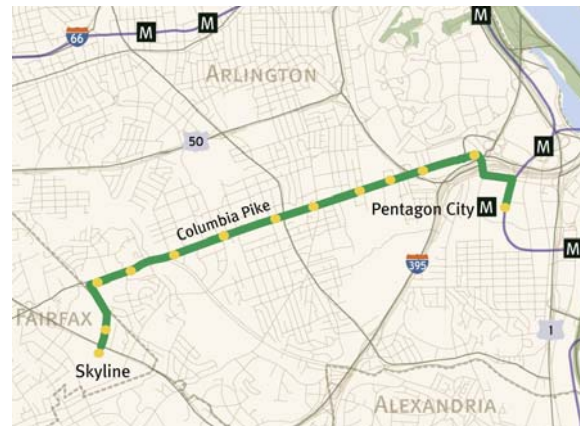 M
M
M
66
ARLINGTON
50
M
Columbia Pike
Pentagon City
M
M
395
FAIRFAX
1
Skyline
ALEXANDRIA